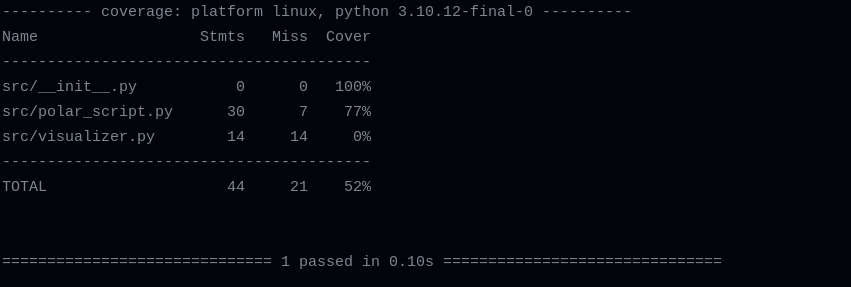 ---------- coverage: platform linux, python 3.10.12-final-0 ----------
Name                  Stmts   Miss  Cover
-----------------------------------------
src/__init__.py           0      0   100%
src/polar_script.py      30      7    77%
src/visualizer.py        14     14     0%
-----------------------------------------
TOTAL                    44     21    52%
============================== 1 passed in 0.10s ===============================